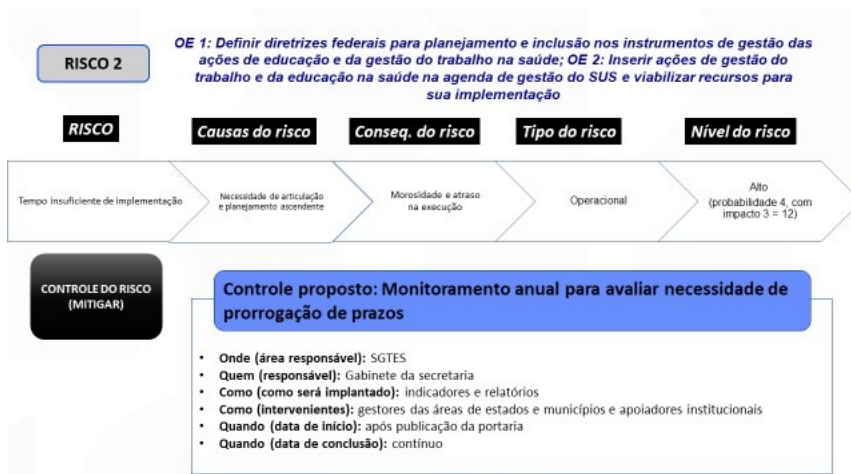 RISCO 2
OE 1: Definir diretrizes federais para planejamento e inclusão nos instrumentos de gestão das
ações de educação e da gestão do trabalho na saúde; OE 2: Inserir ações de gestão do
trabalho e da educação na saúde na agenda de gestão do SUS e viabilizar recursos para
sua implementação
RISCO
Causas do risco
Conseq. do risco
Tipo do risco
Nível do risco
Tempo insuficiente de implementação
Necessidade de articulação
e planejamento ascendente
Morosidade e atraso
na execução
Operacional
Alto
(probabilidade 4, com
impacto 3 = 12)
CONTROLE DO RISCO
(MITIGAR)
Controle proposto: Monitoramento anual para avaliar necessidade de
prorrogação de prazos
• Onde (área responsável): SGTES
• Quem (responsável): Gabinete da secretaria
• Como (como será implantado): indicadores e relatórios
• Como (intervenientes): gestores das áreas de estados e municípios e apoiadores institucionais
• Quando (data de início): após publicação da portaria
• Quando (data de conclusão): contínuo